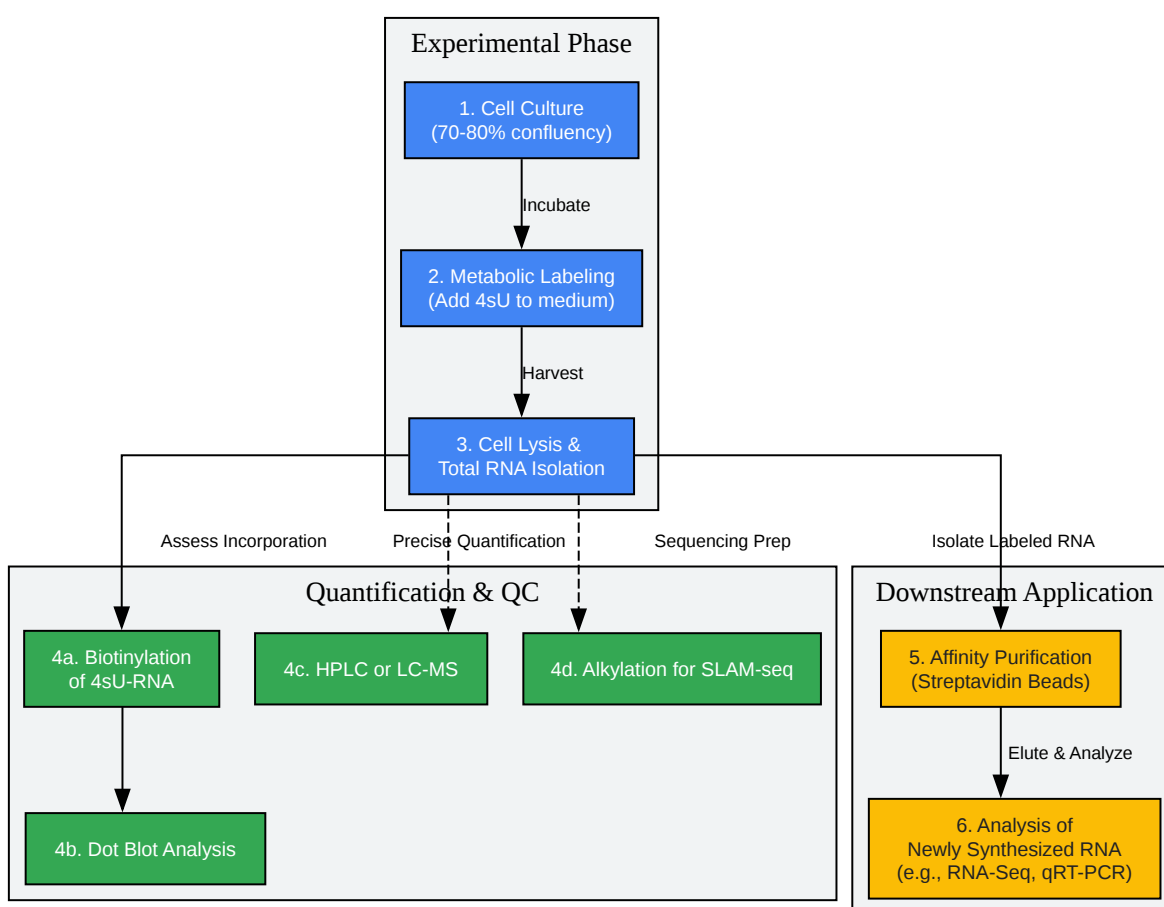 Experimental Phase
1. Cell Culture
(70-80% confluency)
Incubate
2. Metabolic Labeling
(Add 4sU to medium)
Harvest
3. Cell Lysis &
Total RNA Isolation
Assess Incorporation
Precise Quantification
Sequencing Prep
Isolate Labeled RNA
Quantification & QC
Downstream Application
4a. Biotinylation
of 4sU-RNA
4c. HPLC or LC-MS
4d. Alkylation for SLAM-seq
5. Affinity Purification
(Streptavidin Beads)
Elute & Analyze
4b. Dot Blot Analysis
6. Analysis of
Newly Synthesized RNA
(e.g., RNA-Seq, qRT-PCR)